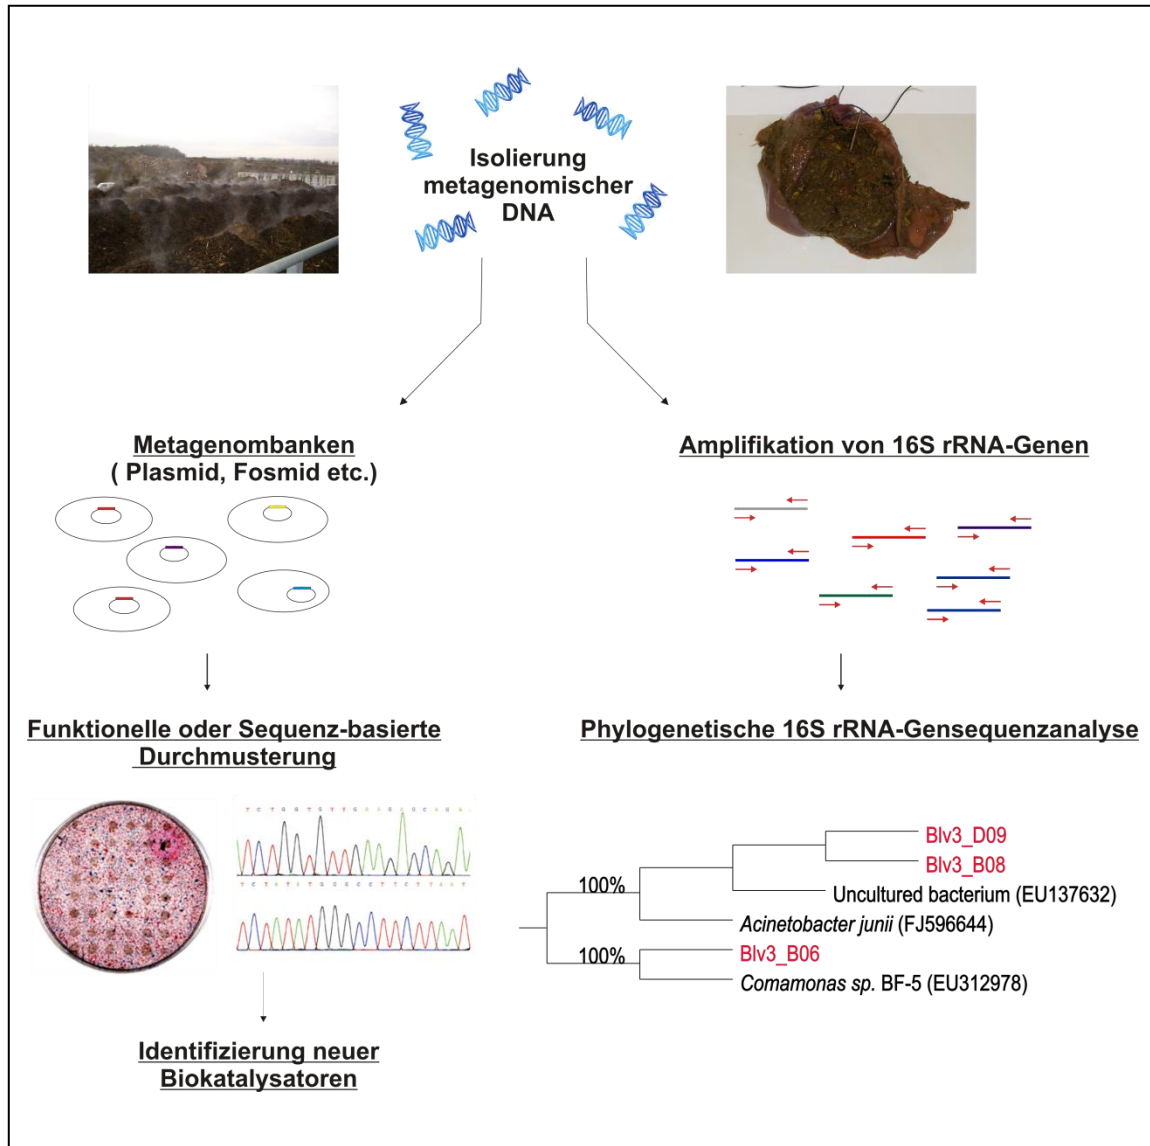 Isolierung
metagenomischer
DNA
Metagenombanken
( Plasmid, Fosmid etc.)
Amplifikation von 16S rRNA-Genen
Funktionelle oder Sequenz-basierte
Durchmusterung
Phylogenetische 16S rRNA-Gensequenzanalyse
Blv3_D09
Blv3_B08
100%
Uncultured bacterium (EU137632)
Acinetobacter junii (FJ596644)
100%
Blv3_B06
Comamonas sp. BF-5 (EU312978)
Identifizierung neuer
Biokatalysatoren